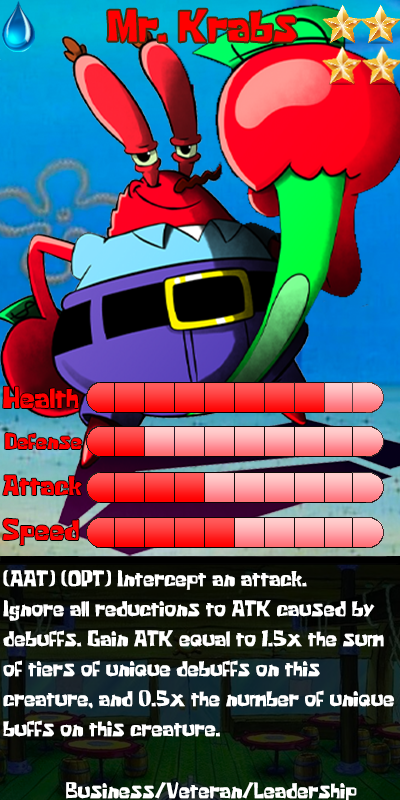 Mr. Krabs
Health
Defense
Attack
Speed
(AAT) (OPT) Intercept an attack.
Ignore all reductions to ATK caused by
debuffs. Gain ATK equal to 1.5x the sum
of tiers of unique debuffs on this
creature, and 0.5x the number of unique
buffs on this creature.
Business/Veteran/Leadership